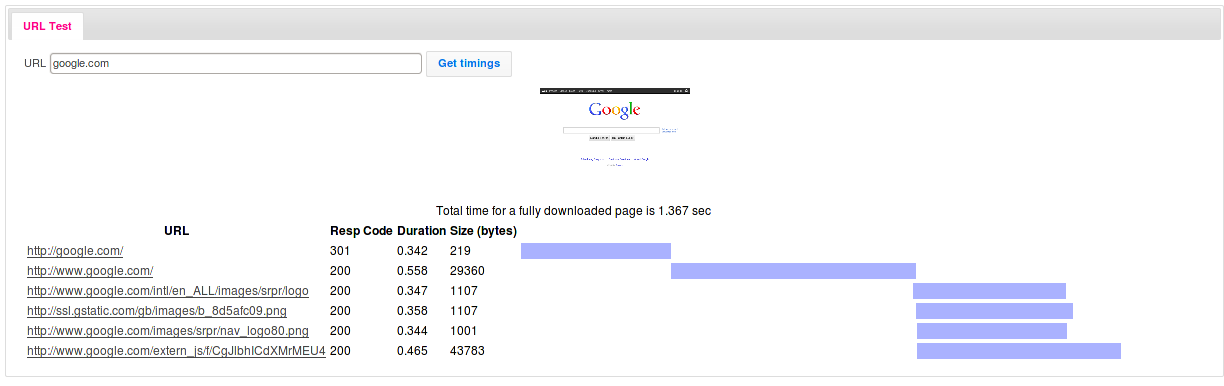 URL Test
URL google.com Get timings
Google
Total time for a fully downloaded page is 1.367 sec
URL Resp Code Duration Size (bytes)
http://google.com/ 301 0.342 219
http://www.google.com/ 200 0.558 29360
http://www.google.com/intl/en_ALL/images/srpr/logo 200 0.347 1107
http://ssl.gstatic.com/gb/images/b_8d5afc09.png 200 0.358 1107
http://www.google.com/images/srpr/nav_logo80.png 200 0.344 1001
http://www.google.com/extern_js/f/CgJlbhICdXMrMEU4 200 0.465 43783